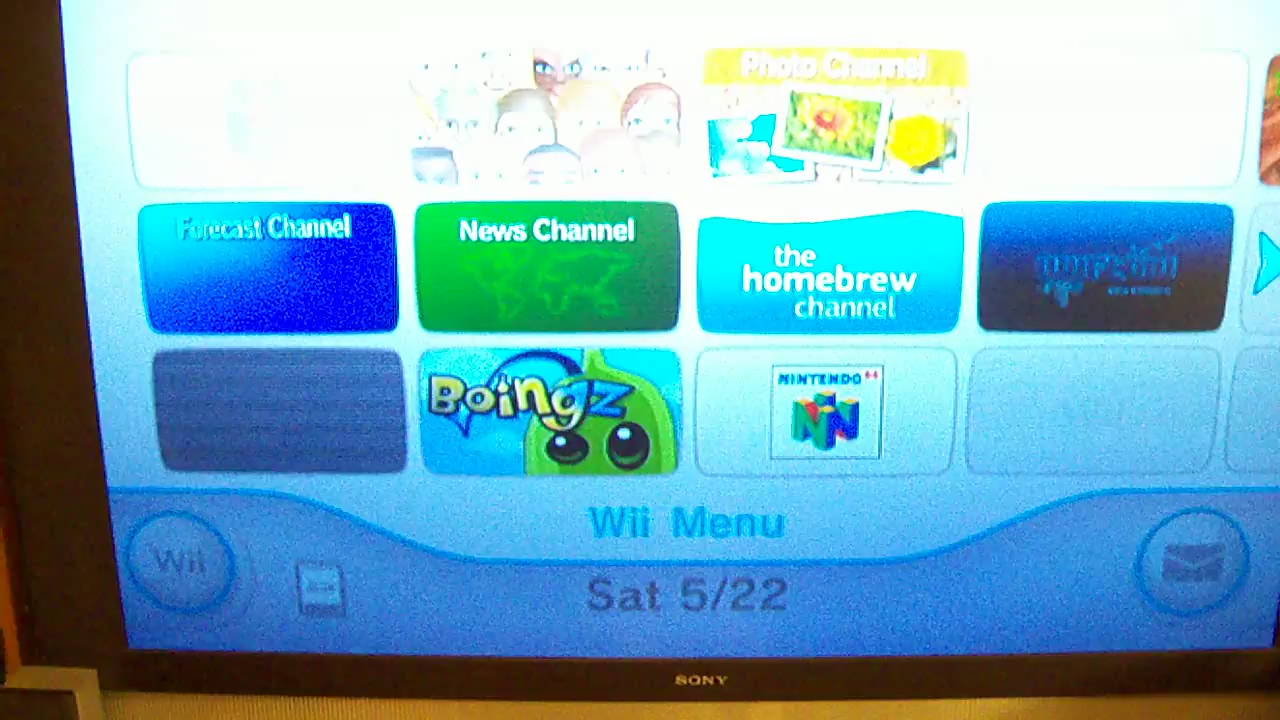 Photo Channel
Forecast Channel
News Channel
the
homebrew
channel
Boingz
NINTENDO 64
Wii Menu
Wii
Sat 5/22
SONY